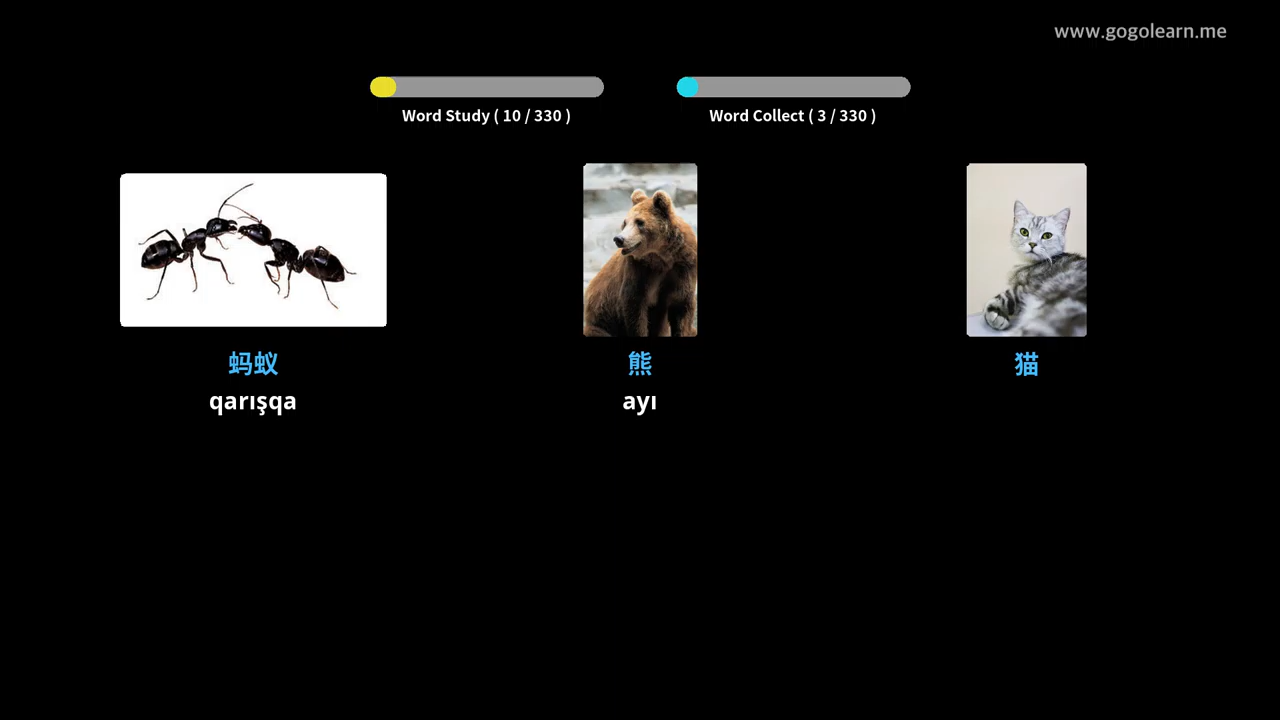 www.gogolearn.me
Word Study ( 10 / 330 )
Word Collect ( 3 / 330 )
蚂蚁
熊
猫
qarışqa
ayı